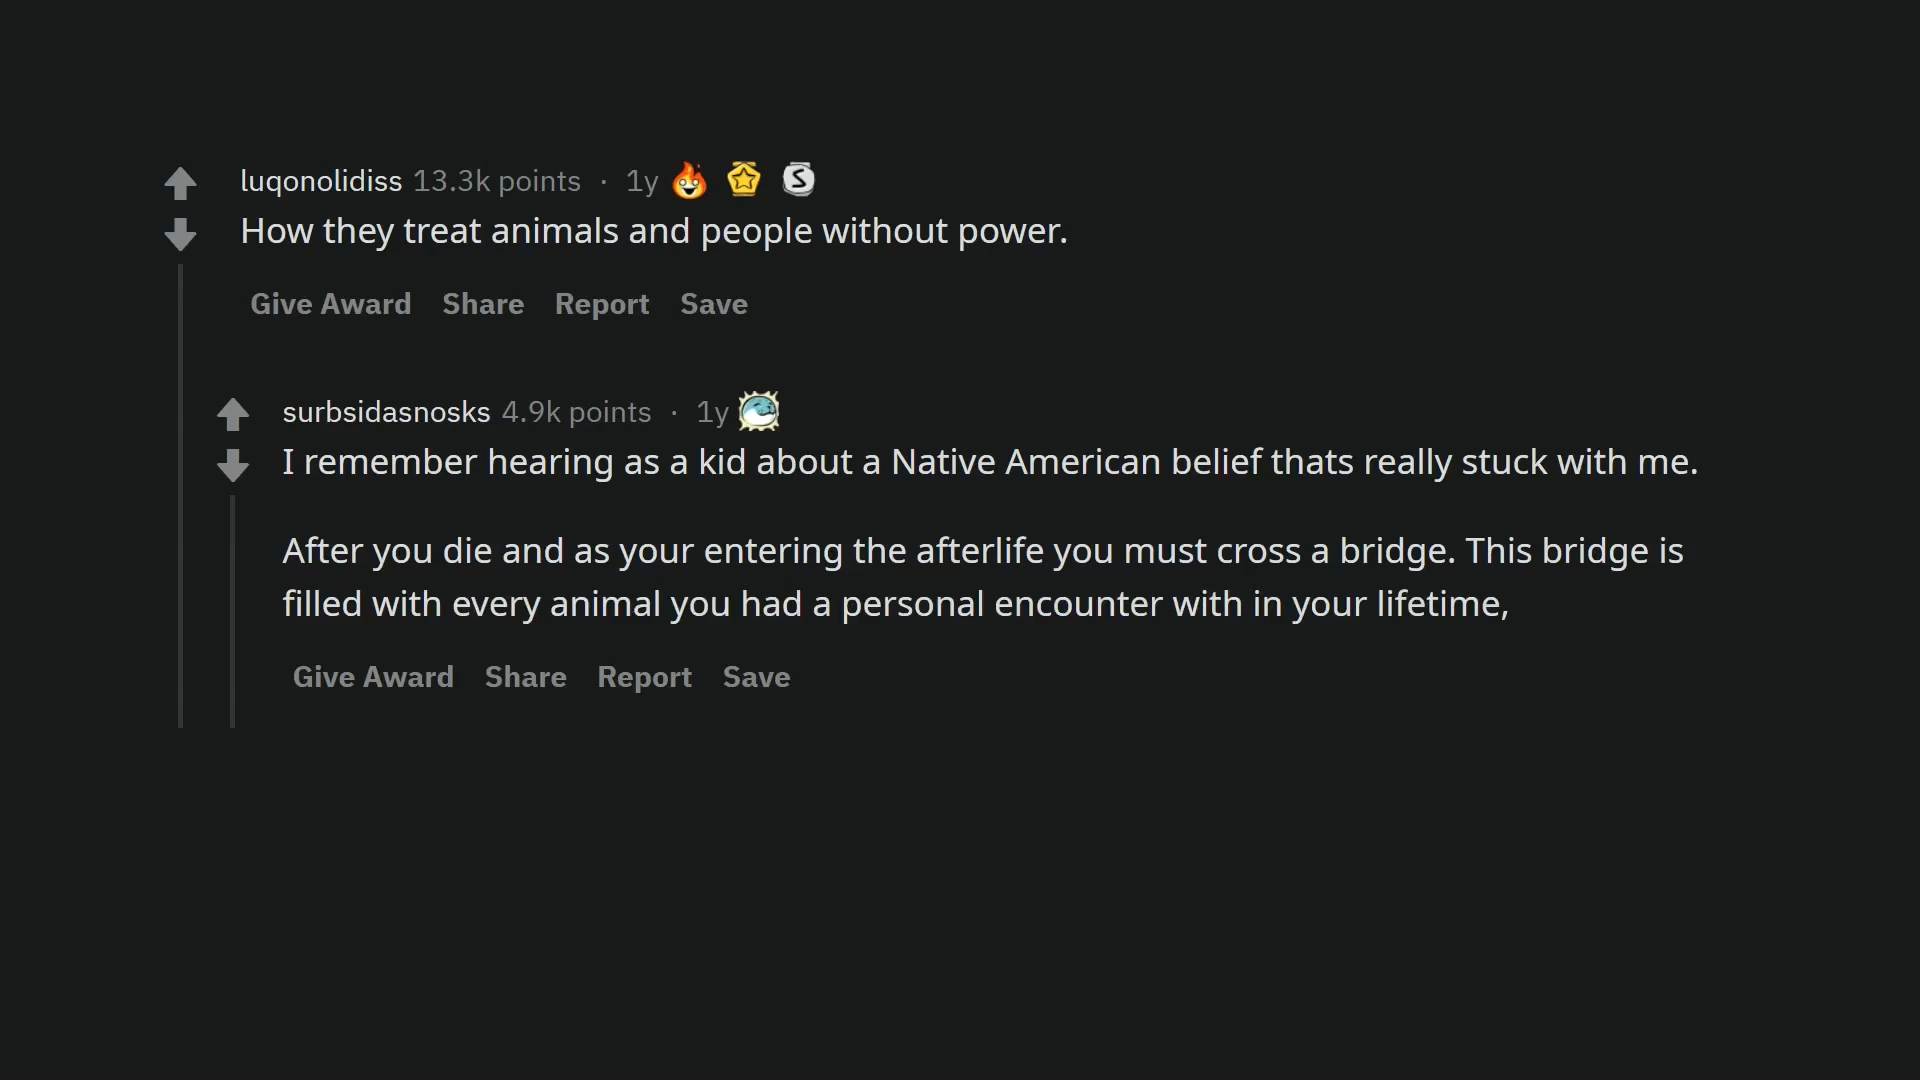 luqonolidiss 13.3k points · 1y
How they treat animals and people without power.
Give Award Share Report Save
surbsidasnosks 4.9k points · 1y
I remember hearing as a kid about a Native American belief thats really stuck with me.
After you die and as your entering the afterlife you must cross a bridge. This bridge is
filled with every animal you had a personal encounter with in your lifetime,
Give Award Share Report Save